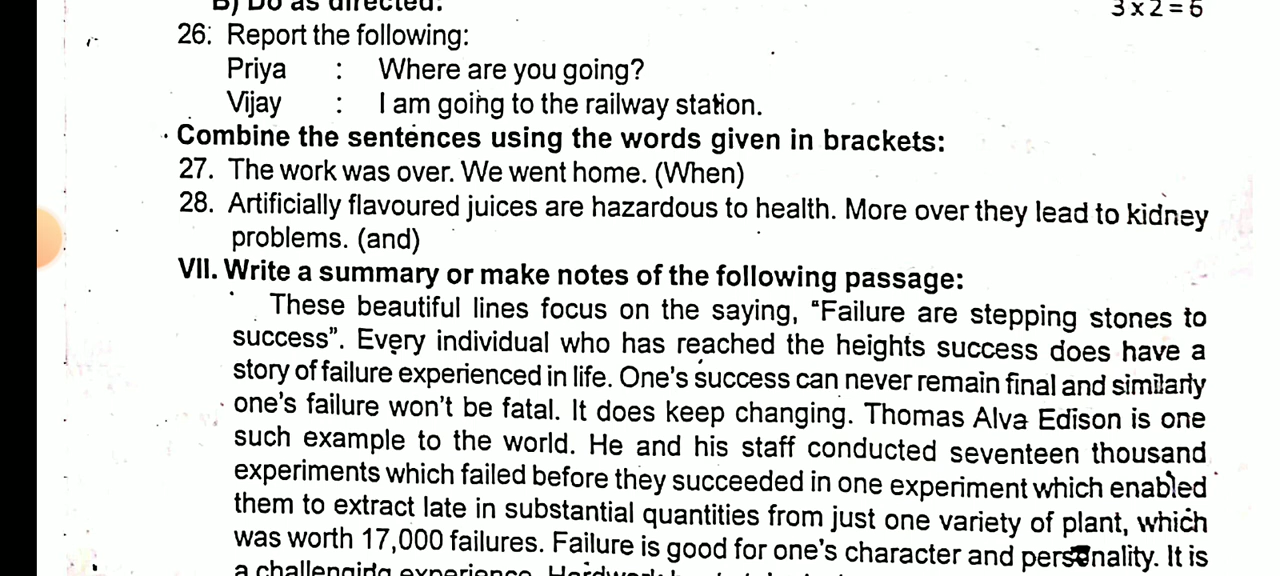 B) Do as directed: 3 x 2 = 6
26. Report the following:
Priya : Where are you going?
Vijay : I am going to the railway station.
Combine the sentences using the words given in brackets:
27. The work was over. We went home. (When)
28. Artificially flavoured juices are hazardous to health. More over they lead to kidney
problems. (and)
VII. Write a summary or make notes of the following passage:
These beautiful lines focus on the saying, “Failure are stepping stones to
success”. Every individual who has reached the heights success does have a
story of failure experienced in life. One's success can never remain final and similarly
one's failure won't be fatal. It does keep changing. Thomas Alva Edison is one
such example to the world. He and his staff conducted seventeen thousand
experiments which failed before they succeeded in one experiment which enabled
them to extract late in substantial quantities from just one variety of plant, which
was worth 17,000 failures. Failure is good for one's character and personality. It is
a challenging experience. Hardwork